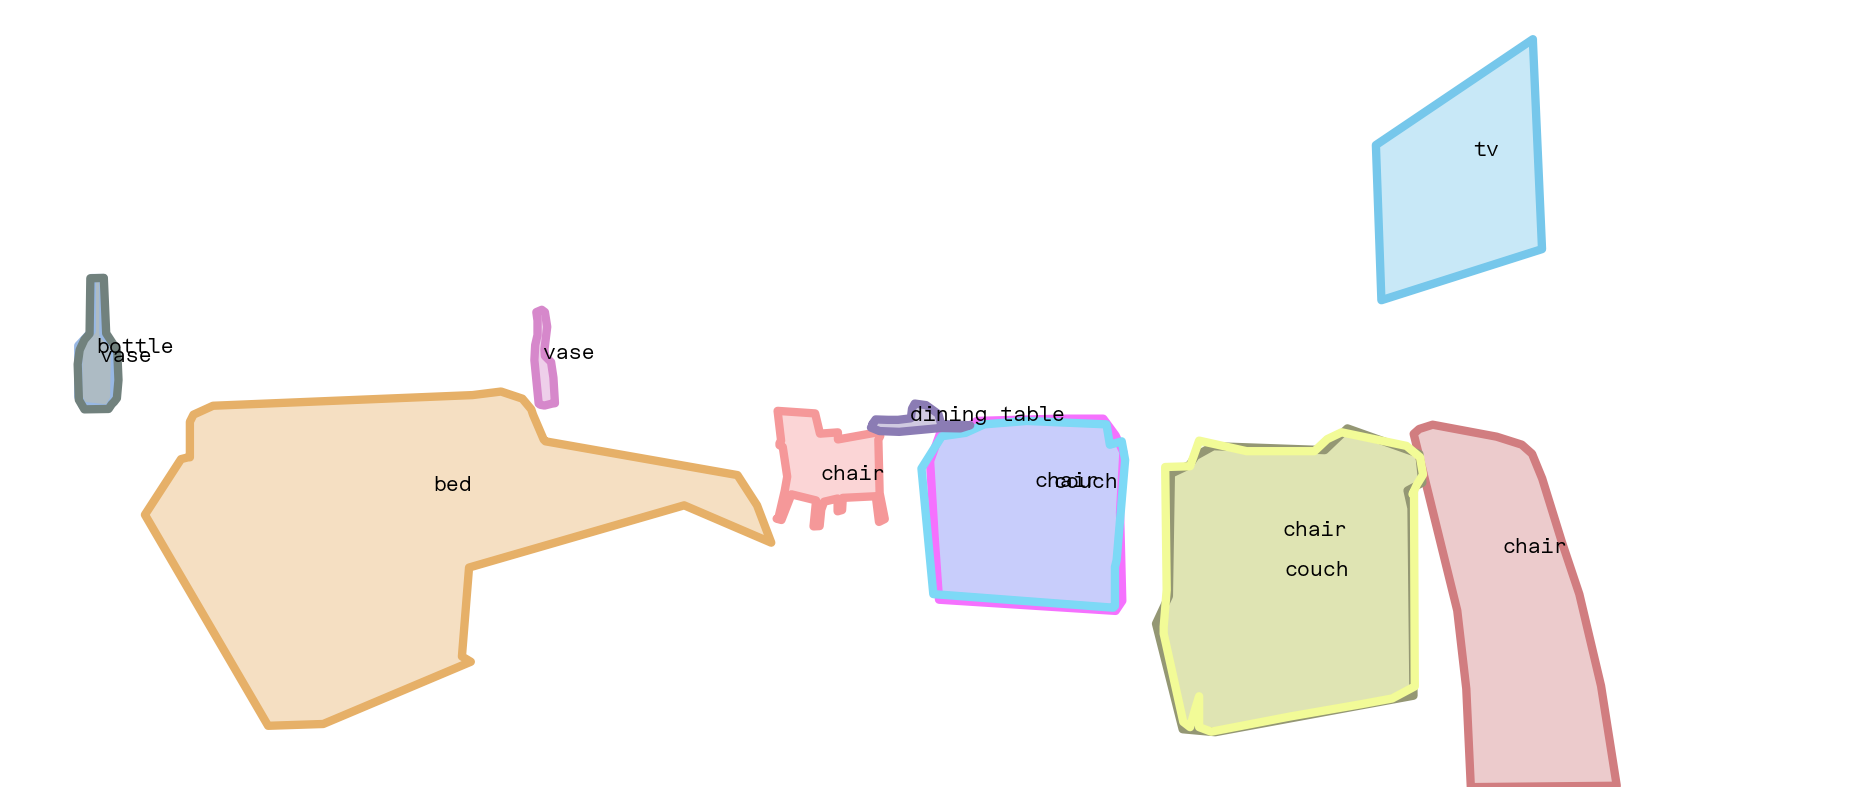 tv
bottle
vase
vase
dining table
chair
bed
chair
couch
chair
couch
chair